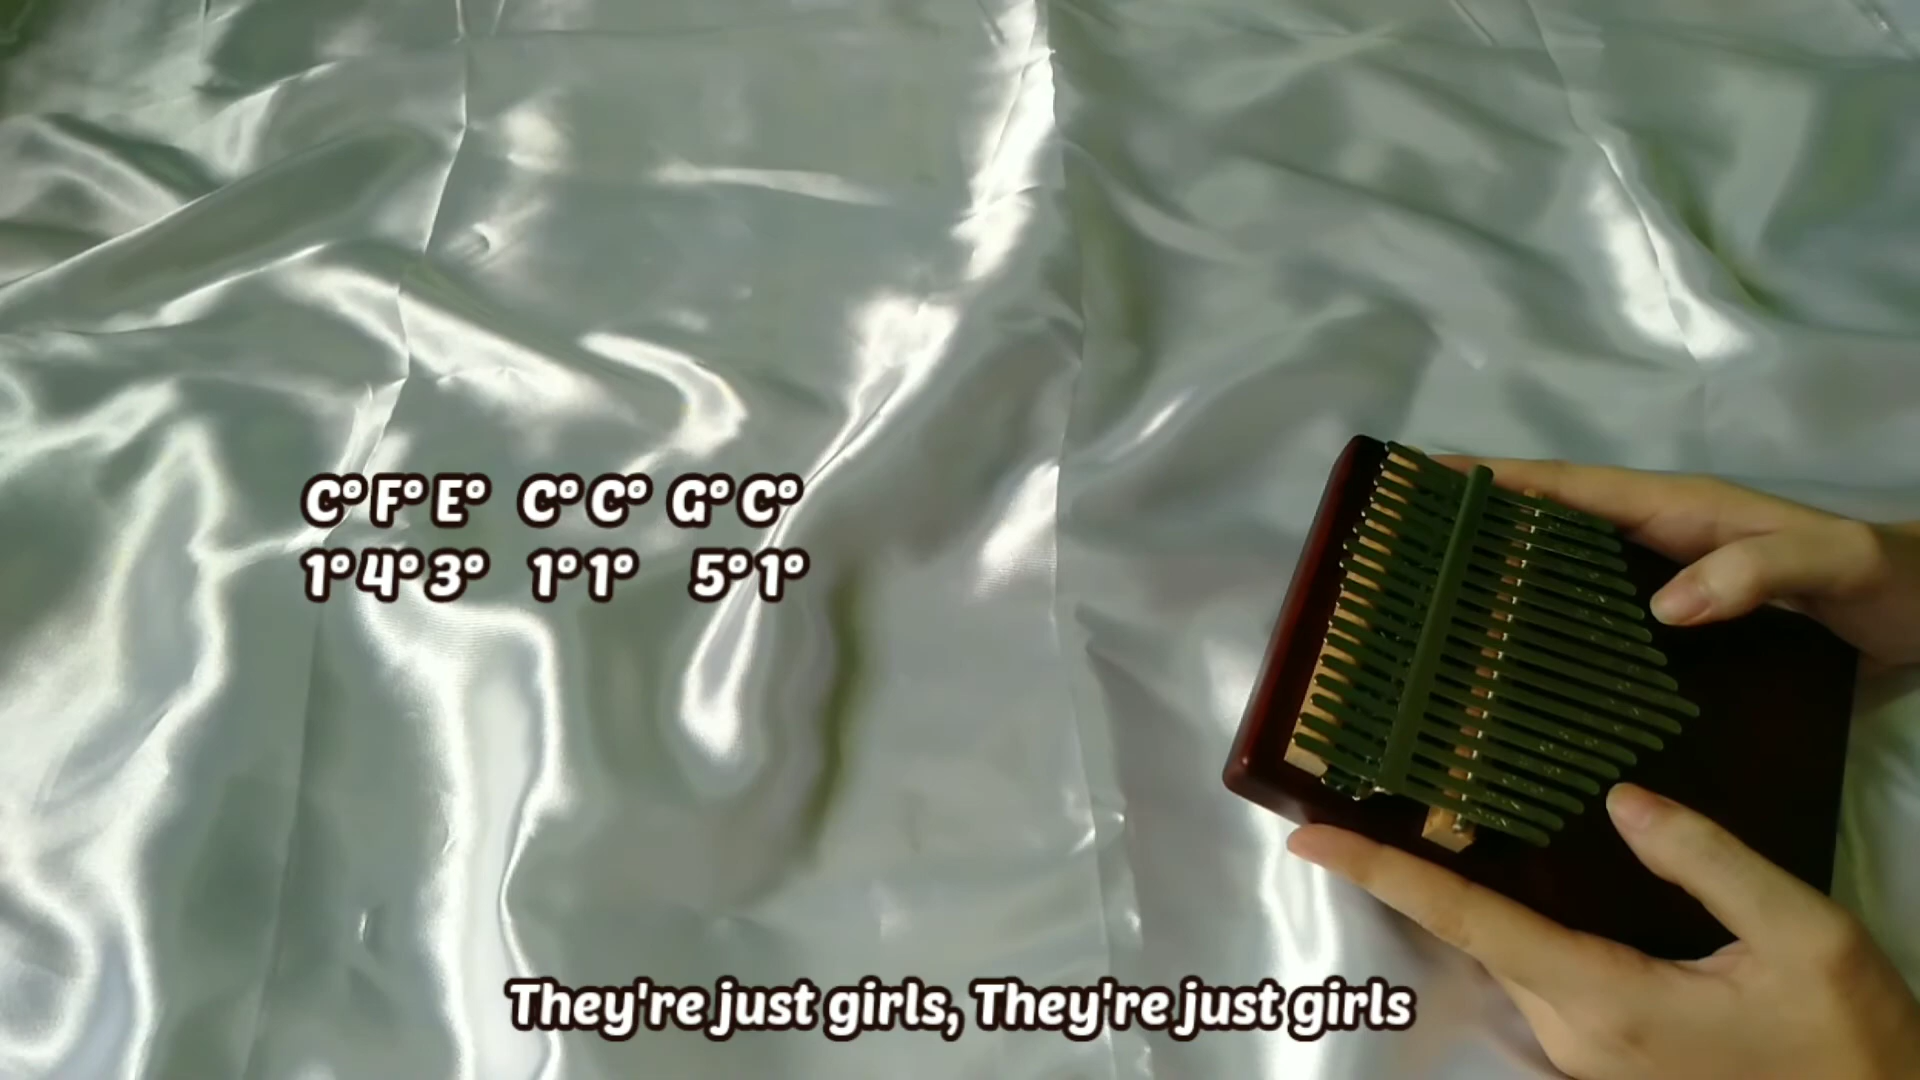 C° F° E° C° C° G° C°
1° 4° 3° 1° 1° 5° 1°
They're just girls, They're just girls